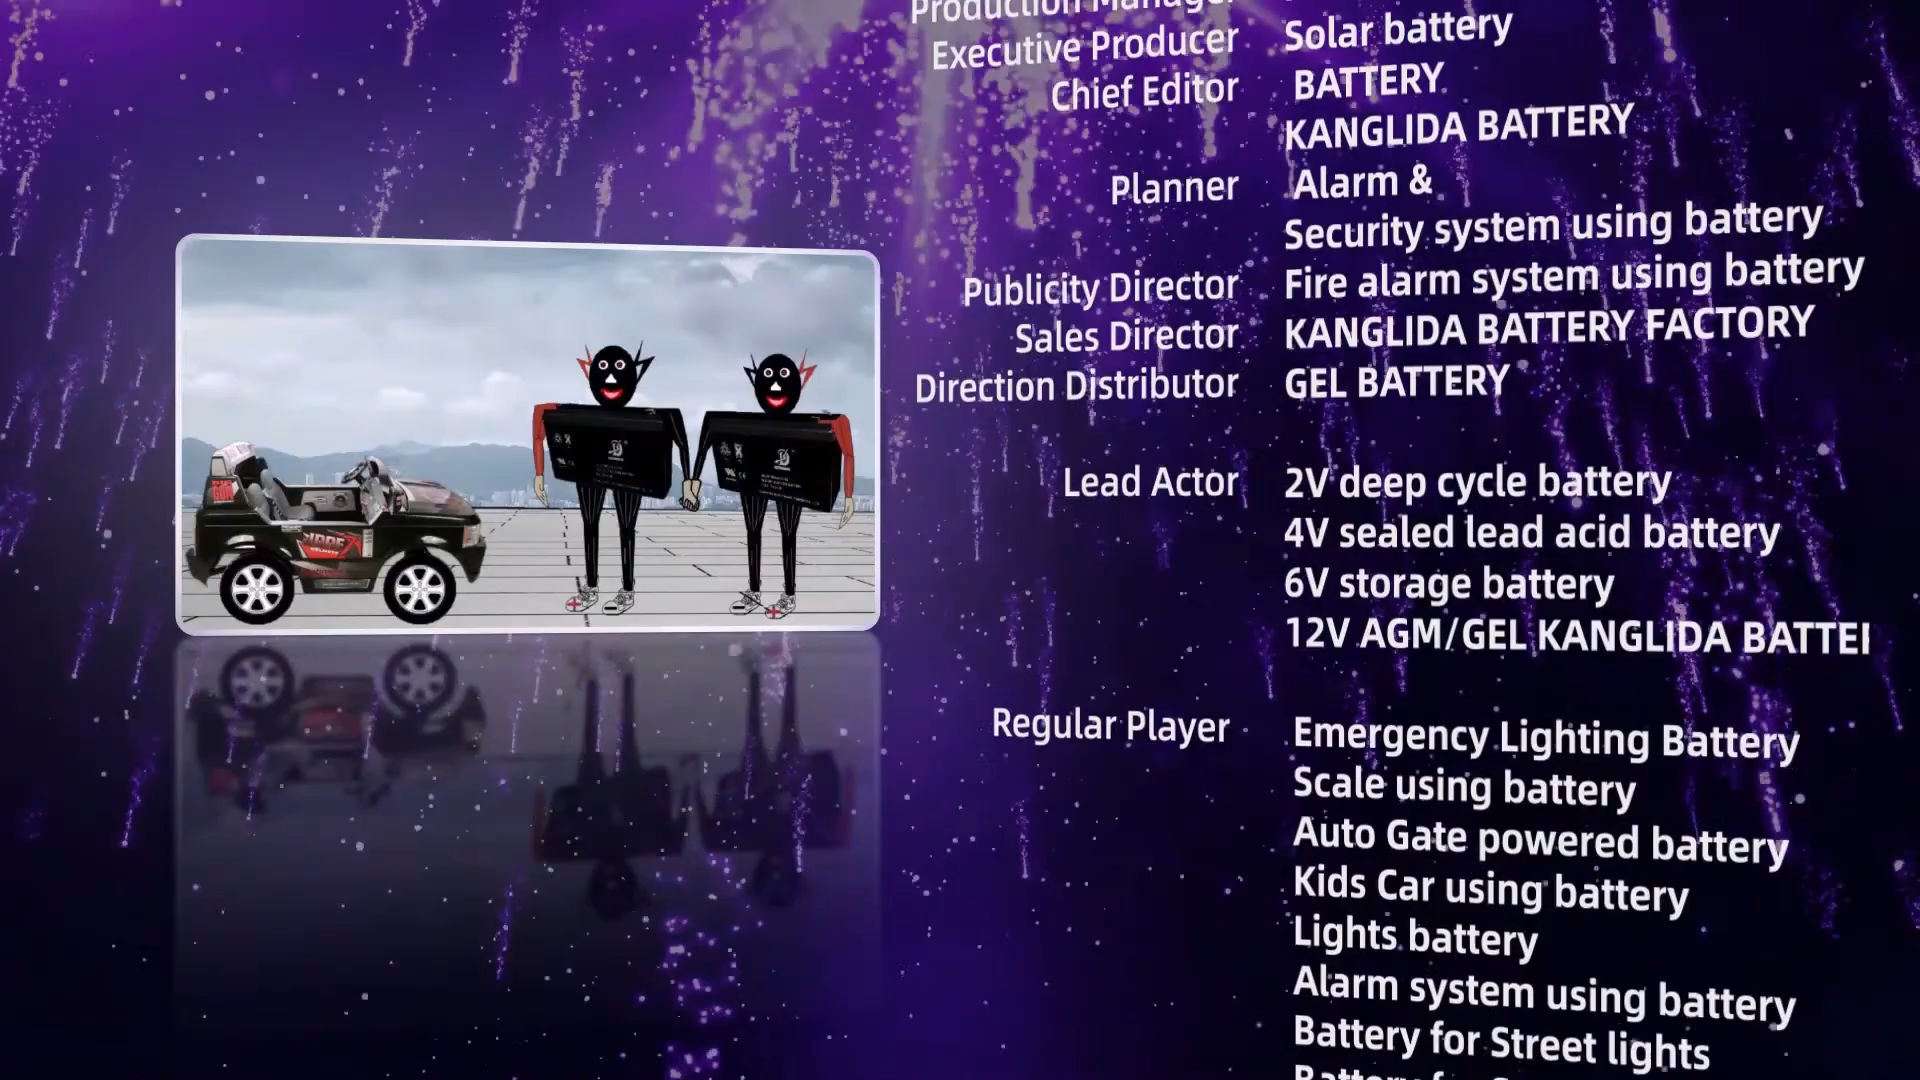 Production Manager
Executive Producer Solar battery
Chief Editor BATTERY
KANGLIDA BATTERY
Planner Alarm &
Security system using battery
Publicity Director Fire alarm system using battery
Sales Director KANGLIDA BATTERY FACTORY
Direction Distributor GEL BATTERY
Lead Actor 2V deep cycle battery
4V sealed lead acid battery
6V storage battery
12V AGM/GEL KANGLIDA BATTE
Regular Player Emergency Lighting Battery
Scale using battery
Auto Gate powered battery
Kids Car using battery
Lights battery
Alarm system using battery
Battery for Street lights